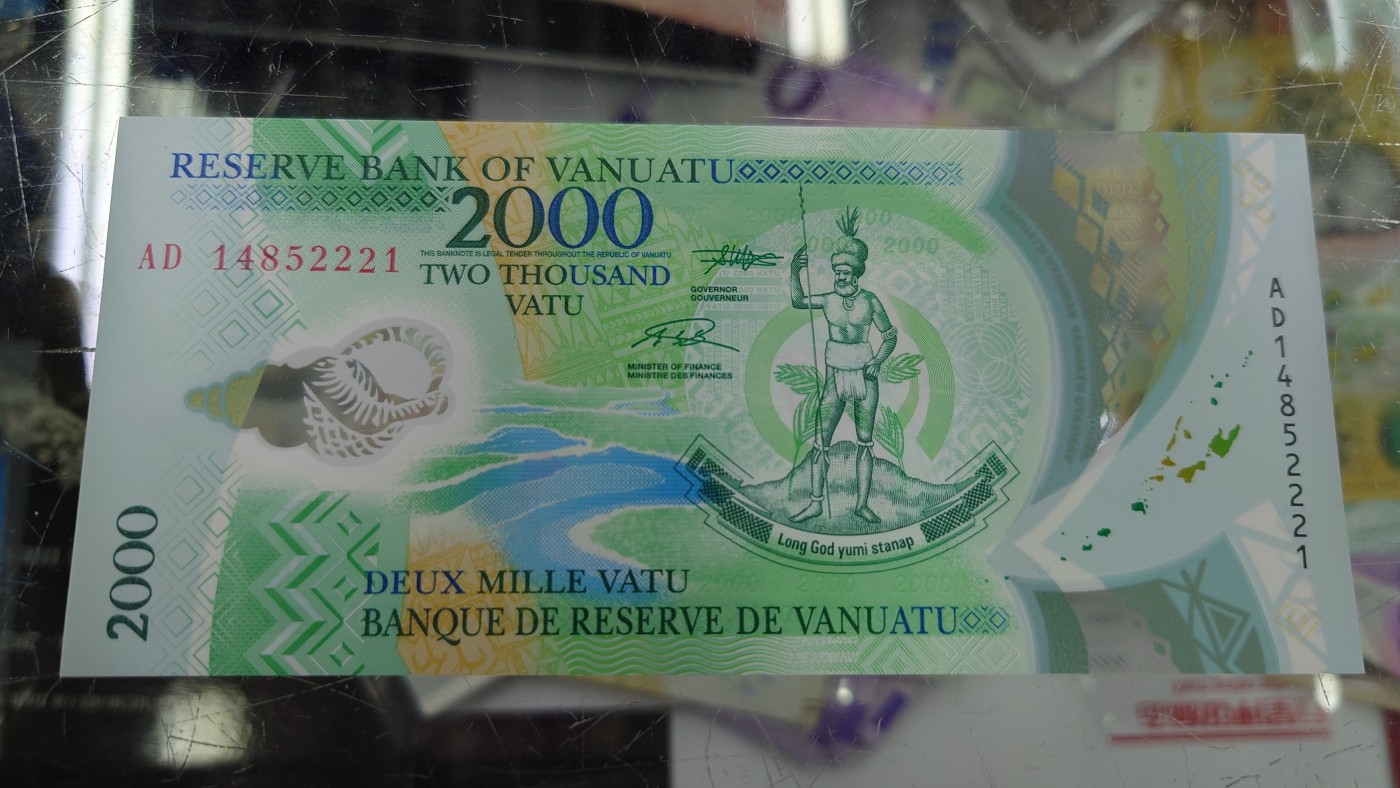 RESERVE BANK OF VANUATU
2000
THIS BANKNOTE IS LEGAL TENDER THROUGHOUT THE REPUBLIC OF VANUATU
AD 14852221
TWO THOUSAND
VATU
GOVERNOR
GOUVERNEUR
MINISTER OF FINANCE
MINISTRE DES FINANCES
2000 2000
Long God yumi stanap
AD14852221
2000
DEUX MILLE VATU
BANQUE DE RESERVE DE VANUATU